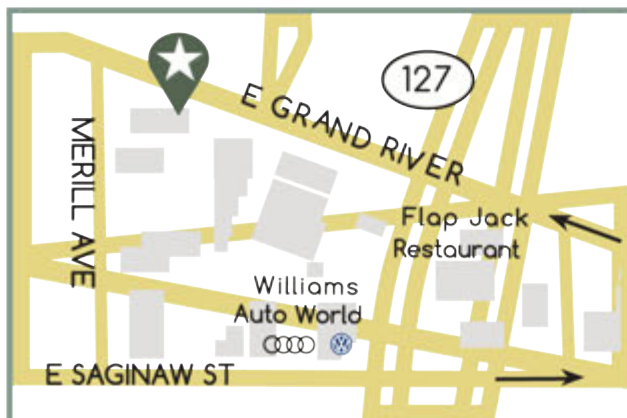 127
E GRAND RIVER
MERILL AVE
Flap Jack
Restaurant
Williams
Auto World
E SAGINAW ST